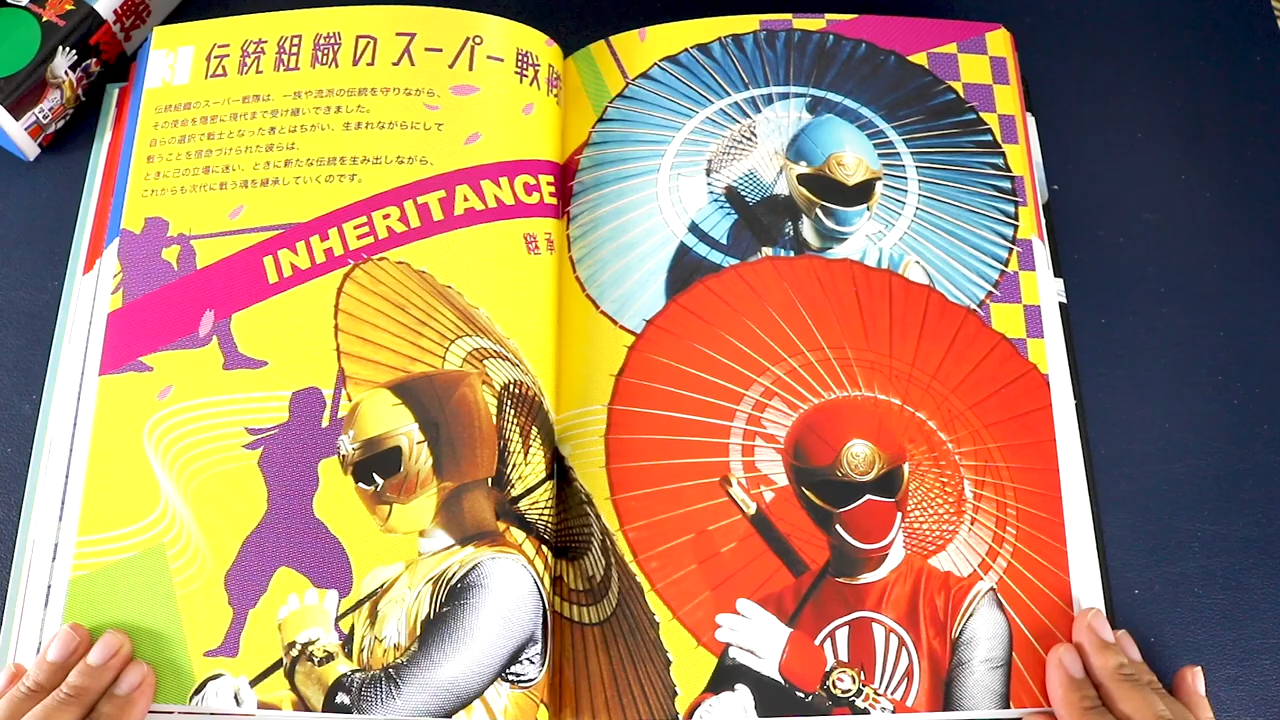 伝統組織のスーパー戦隊
伝統組織のスーパー戦隊は、一族や流派の伝統を守りながら、
その使命を隠密に現代まで受け継いできました。
自らの選択で戦士となった者とはちがい、生まれながらにして
戦うことを宿命づけられた彼らは、
ときに己の立場に迷い、ときに新たな伝統を生み出しながら、
これからも次代に戦う魂を継承していくのです。
INHERITANCE
継承